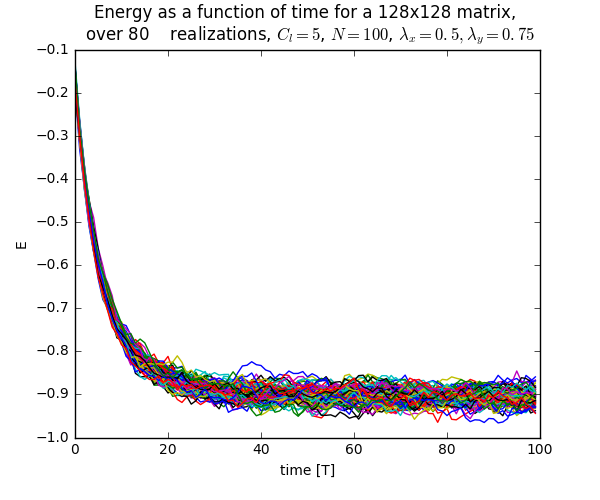 Energy as a function of time for a 128x128 matrix,
over 80 realizations, C_l = 5, N = 100, λ_x = 0.5, λ_y = 0.75
−0.1
−0.2
−0.3
−0.4
−0.5
−0.6
−0.7
−0.8
−0.9
−1.0
E
0 20 40 60 80 100
time [T]